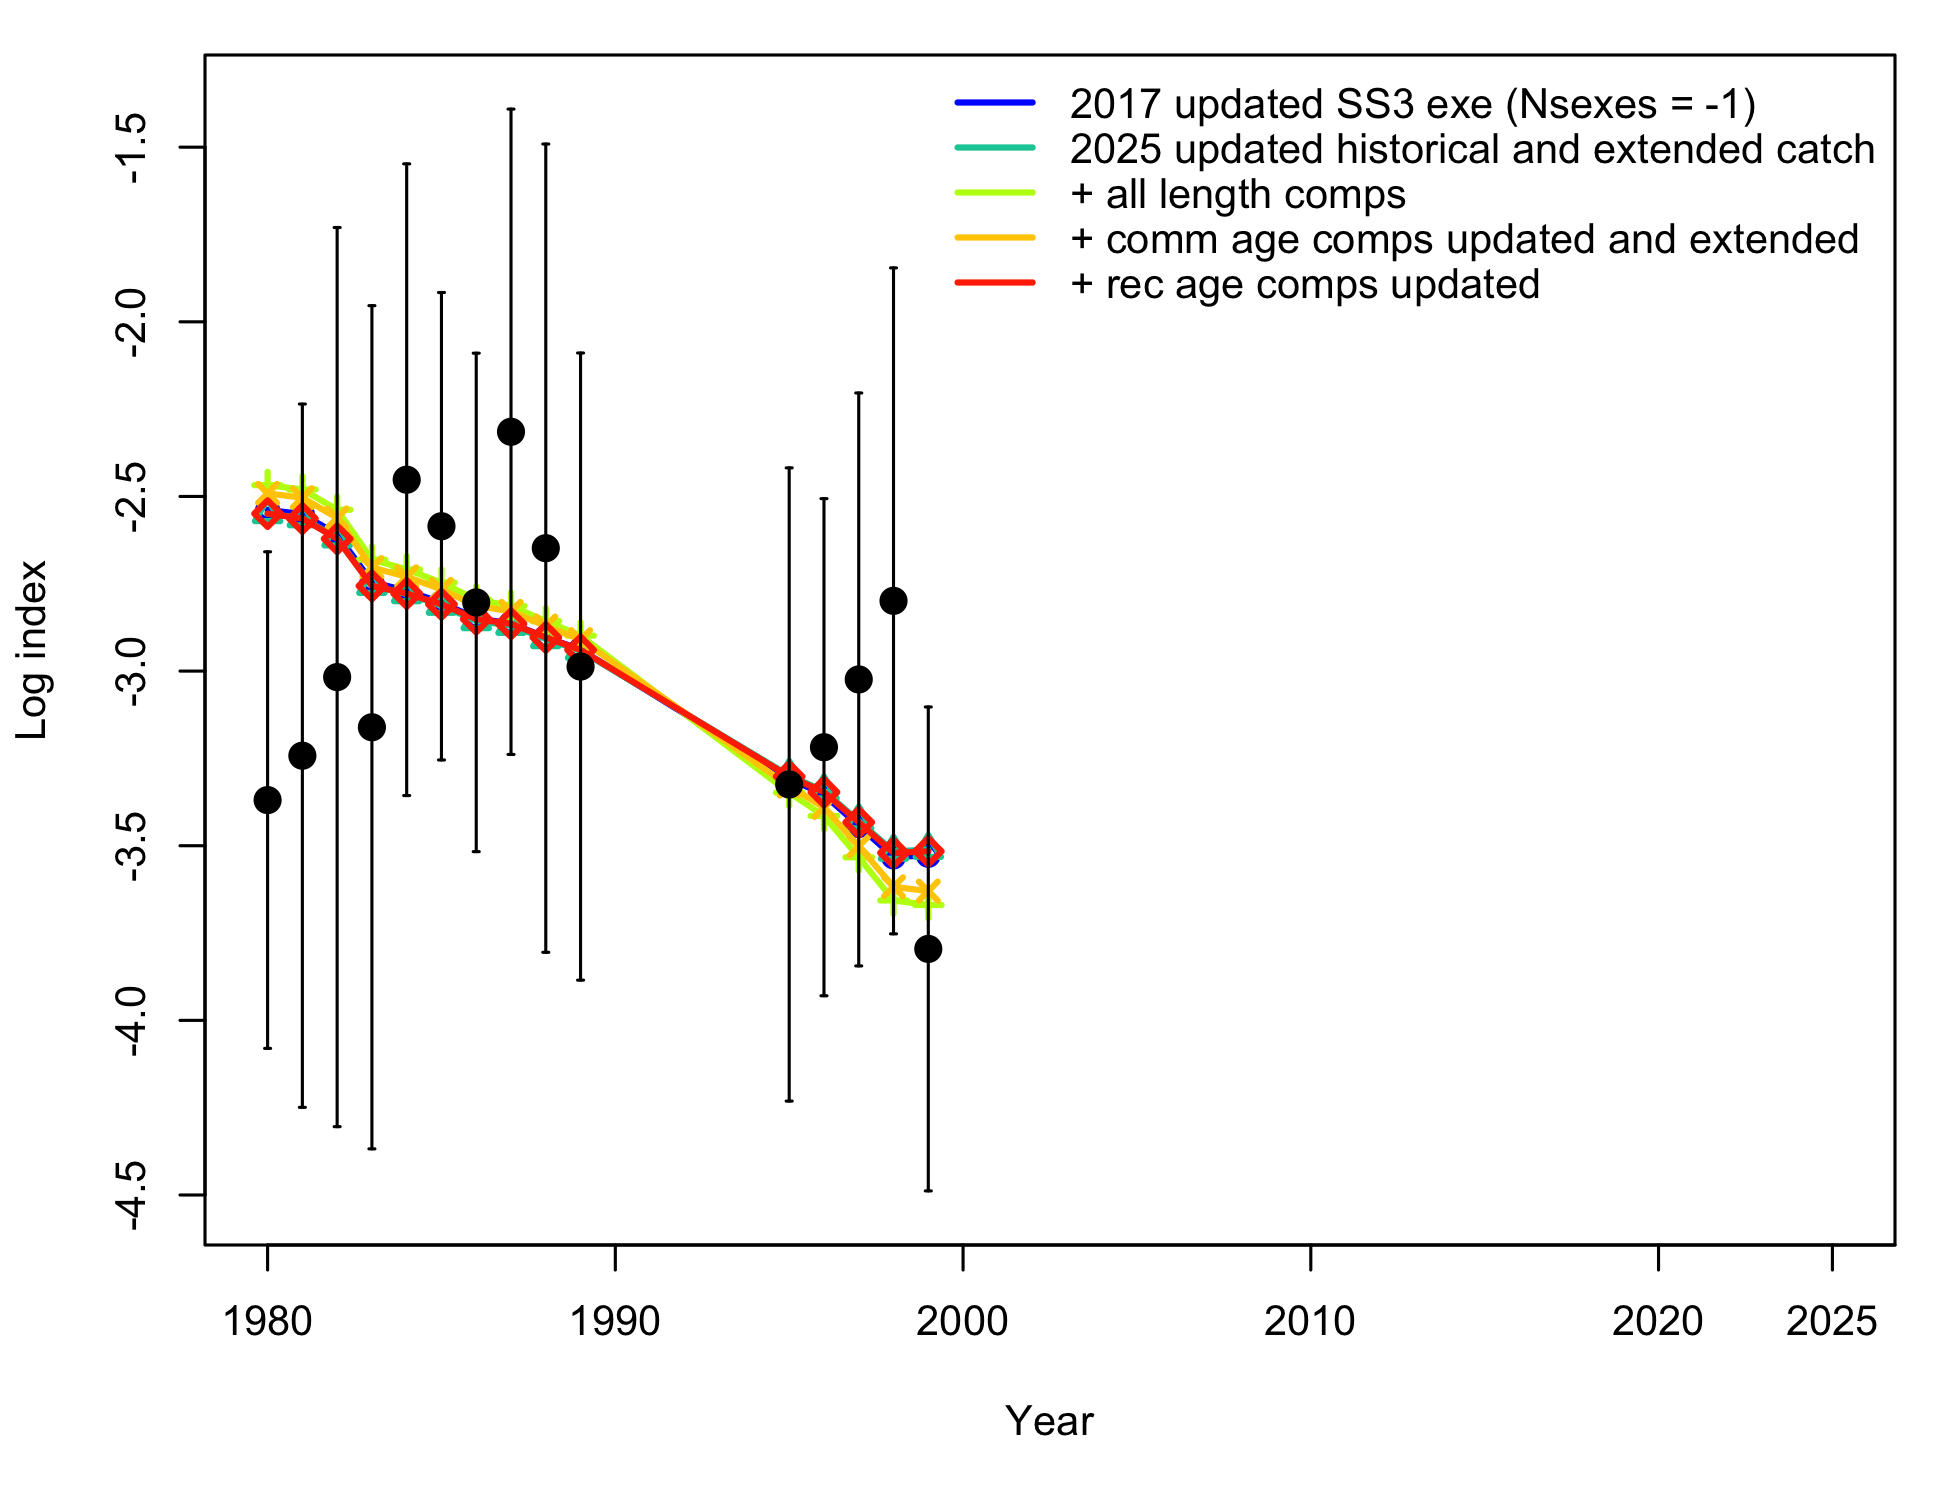 2017 updated SS3 exe (Nsexes = -1)
2025 updated historical and extended catch
+ all length comps
+ comm age comps updated and extended
+ rec age comps updated
Log index
-1.5
-2.0
-2.5
-3.0
-3.5
-4.0
-4.5
1980 1990 2000 2010 2020 2025
Year